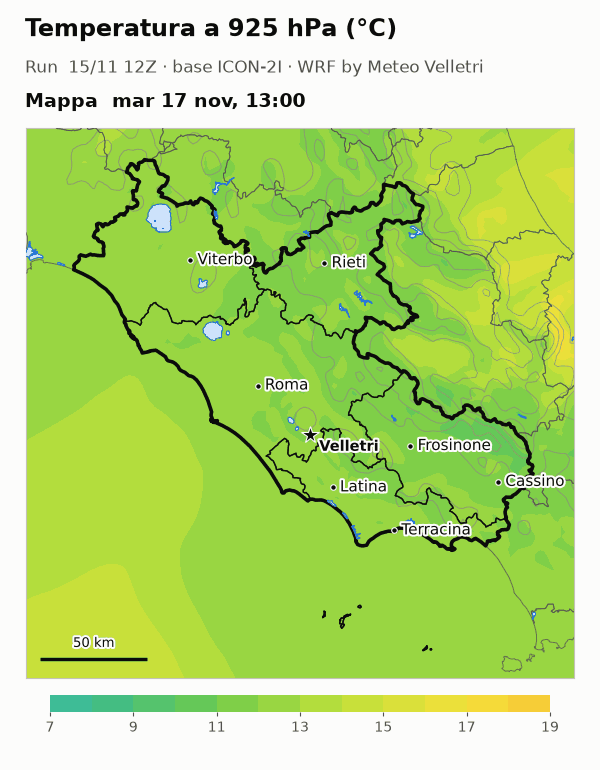 Temperatura a 925 hPa (°C)
Run  15/11 12Z · base ICON-2I · WRF by Meteo Velletri
Mappa  mar 17 nov, 13:00
Viterbo
Rieti
Roma
Velletri
Frosinone
Cassino
Latina
Terracina
50 km
7 9 11 13 15 17 19